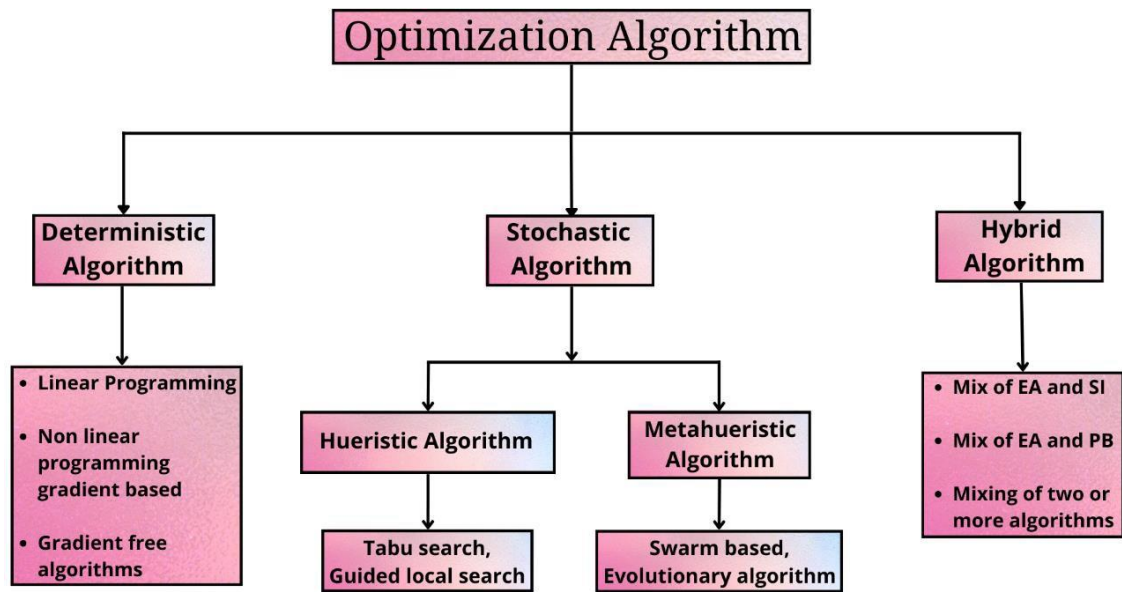 Optimization Algorithm
Deterministic
Algorithm
Stochastic
Algorithm
Hybrid
Algorithm
• Linear Programming
• Non linear
programming
gradient based
• Gradient free
algorithms
Hueristic Algorithm
Metahueristic
Algorithm
Tabu search,
Guided local search
Swarm based,
Evolutionary algorithm
• Mix of EA and SI
• Mix of EA and PB
• Mixing of two or
more algorithms